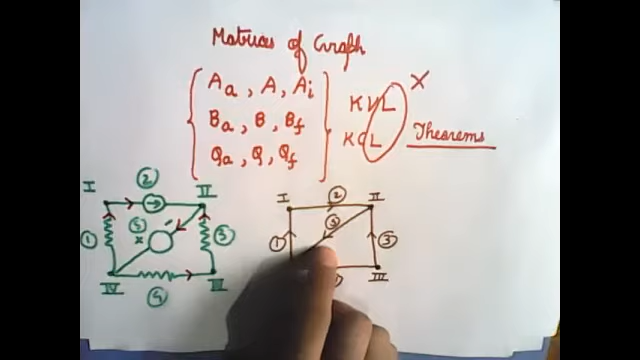 Matrices of Graph
Aa , A , Ai
Ba , B , Bf
Qa , Q , Qf
KVL
KCL
X
Theorems
I 2 II
1 5 x 3
IV 4 III
I 2 II
1 5 3
III